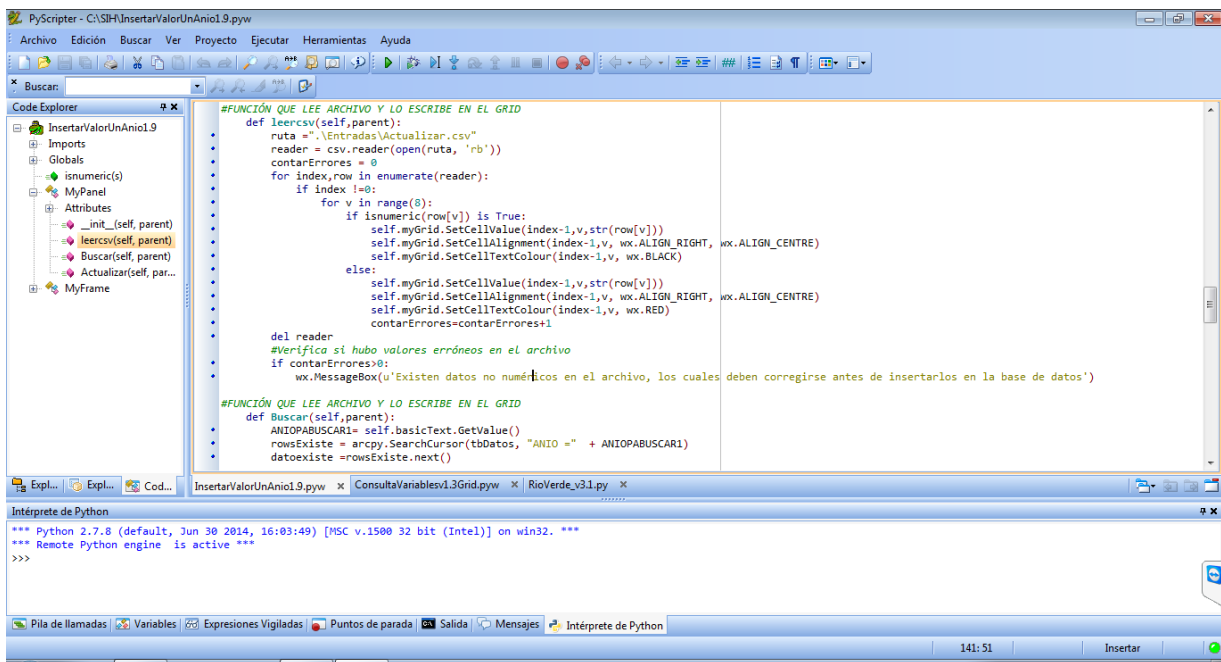 PyScripter - C:\SIH\InsertarValorUnAnio1.9.pyw
Archivo Edición Buscar Ver Proyecto Ejecutar Herramientas Ayuda
Buscar:
Code Explorer
InsertarValorUnAnio1.9
Imports
Globals
isnumeric(s)
MyPanel
Attributes
__init__(self, parent)
leercsv(self, parent)
Buscar(self, parent)
Actualizar(self, par...
MyFrame
#FUNCIÓN QUE LEE ARCHIVO Y LO ESCRIBE EN EL GRID
def leercsv(self,parent):
ruta =".\Entradas\Actualizar.csv"
reader = csv.reader(open(ruta, 'rb'))
contarErrores = 0
for index,row in enumerate(reader):
if index !=0:
for v in range(8):
if isnumeric(row[v]) is True:
self.myGrid.SetCellValue(index-1,v,str(row[v]))
self.myGrid.SetCellAlignment(index-1,v, wx.ALIGN_RIGHT, wx.ALIGN_CENTRE)
self.myGrid.SetCellTextColour(index-1,v, wx.BLACK)
else:
self.myGrid.SetCellValue(index-1,v,str(row[v]))
self.myGrid.SetCellAlignment(index-1,v, wx.ALIGN_RIGHT, wx.ALIGN_CENTRE)
self.myGrid.SetCellTextColour(index-1,v, wx.RED)
contarErrores=contarErrores+1
del reader
#Verifica si hubo valores erróneos en el archivo
if contarErrores>0:
wx.MessageBox(u'Existen datos no numéricos en el archivo, los cuales deben corregirse antes de insertarlos en la base de datos')
#FUNCIÓN QUE LEE ARCHIVO Y LO ESCRIBE EN EL GRID
def Buscar(self,parent):
ANIOPABUSCAR1= self.basicText.GetValue()
rowsExiste = arcpy.SearchCursor(tbDatos, "ANIO =" + ANIOPABUSCAR1)
datoexiste =rowsExiste.next()
Expl... Expl... Cod... InsertarValorUnAnio1.9.pyw x ConsultaVariablesv1.3Grid.pyw x RioVerde_v3.1.py x
Intérprete de Python
*** Python 2.7.8 (default, Jun 30 2014, 16:03:49) [MSC v.1500 32 bit (Intel)] on win32. ***
*** Remote Python engine is active ***
>>>
Pila de llamadas Variables Expresiones Vigiladas Puntos de parada Salida Mensajes Intérprete de Python
141: 51 Insertar